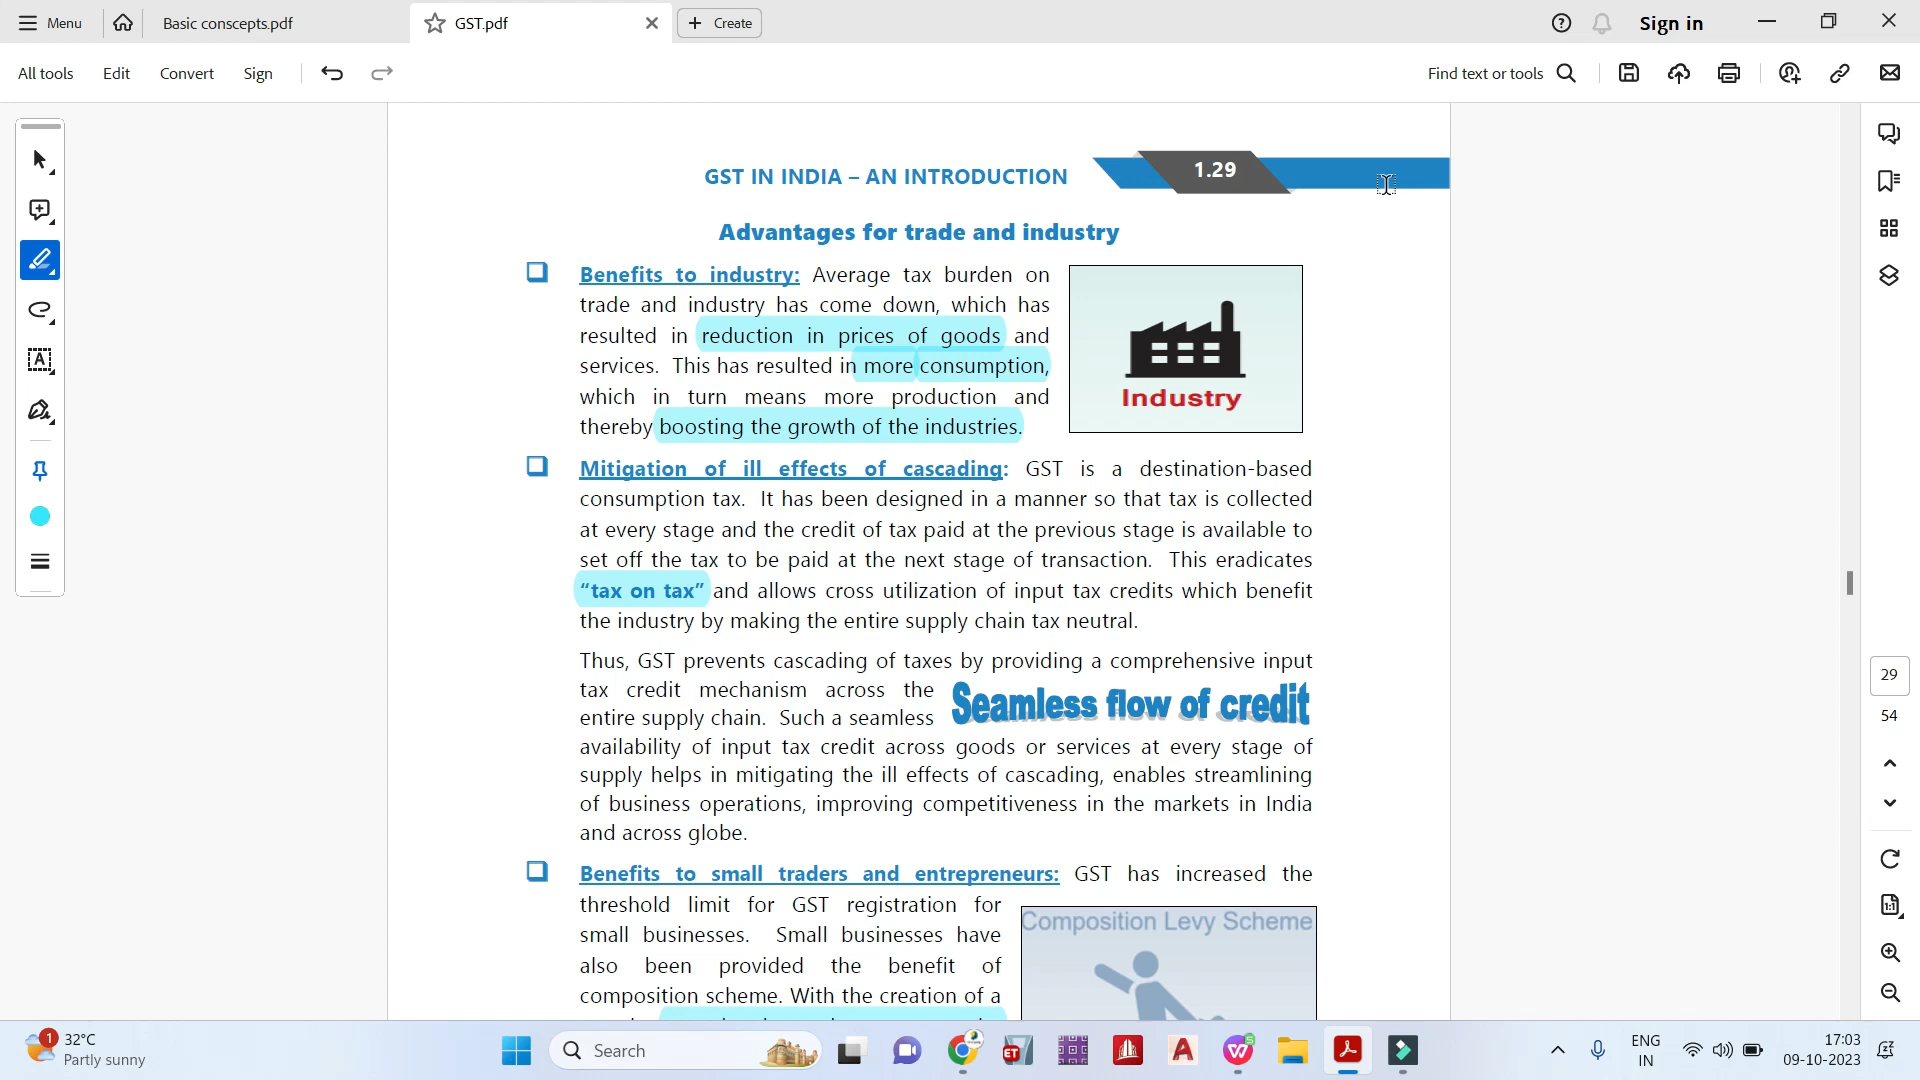 Menu
Basic conscepts.pdf
GST.pdf
Create
Sign in
All tools
Edit
Convert
Sign
Find text or tools
GST IN INDIA – AN INTRODUCTION
1.29
Advantages for trade and industry
Benefits to industry: Average tax burden on
trade and industry has come down, which has
resulted in reduction in prices of goods and
services. This has resulted in more consumption,
which in turn means more production and
thereby boosting the growth of the industries.
Industry
Mitigation of ill effects of cascading: GST is a destination-based
consumption tax. It has been designed in a manner so that tax is collected
at every stage and the credit of tax paid at the previous stage is available to
set off the tax to be paid at the next stage of transaction. This eradicates
“tax on tax” and allows cross utilization of input tax credits which benefit
the industry by making the entire supply chain tax neutral.
Thus, GST prevents cascading of taxes by providing a comprehensive input
tax credit mechanism across the
entire supply chain. Such a seamless
Seamless flow of credit
availability of input tax credit across goods or services at every stage of
supply helps in mitigating the ill effects of cascading, enables streamlining
of business operations, improving competitiveness in the markets in India
and across globe.
Benefits to small traders and entrepreneurs: GST has increased the
threshold limit for GST registration for
small businesses. Small businesses have
also been provided the benefit of
composition scheme. With the creation of a
Composition Levy Scheme
29
54
1:1
1
32°C
Partly sunny
Search
ET
ENG
IN
17:03
09-10-2023